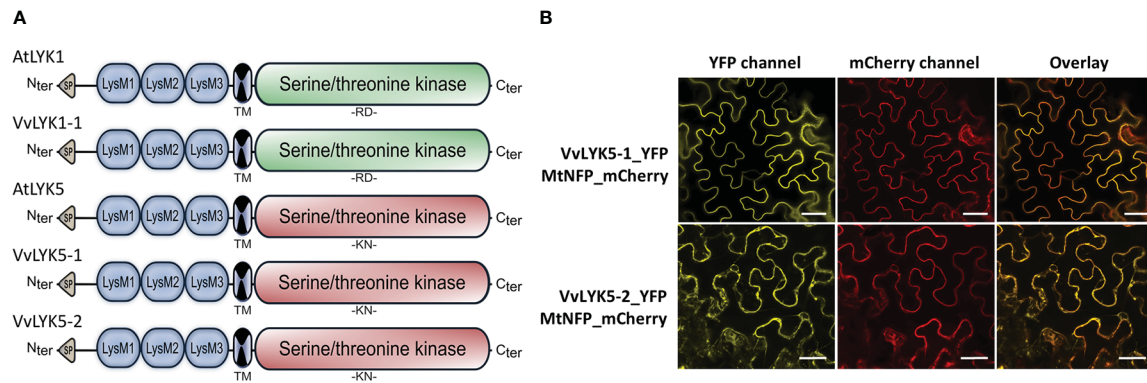 A
AtLYK1
Nter SP LysM1 LysM2 LysM3 Serine/threonine kinase Cter
TM -RD-
VvLYK1-1
Nter SP LysM1 LysM2 LysM3 Serine/threonine kinase Cter
TM -RD-
AtLYK5
Nter SP LysM1 LysM2 LysM3 Serine/threonine kinase Cter
TM -KN-
VvLYK5-1
Nter SP LysM1 LysM2 LysM3 Serine/threonine kinase Cter
TM -KN-
VvLYK5-2
Nter SP LysM1 LysM2 LysM3 Serine/threonine kinase Cter
TM -KN-
B
YFP channel mCherry channel Overlay
VvLYK5-1_YFP
MtNFP_mCherry
VvLYK5-2_YFP
MtNFP_mCherry